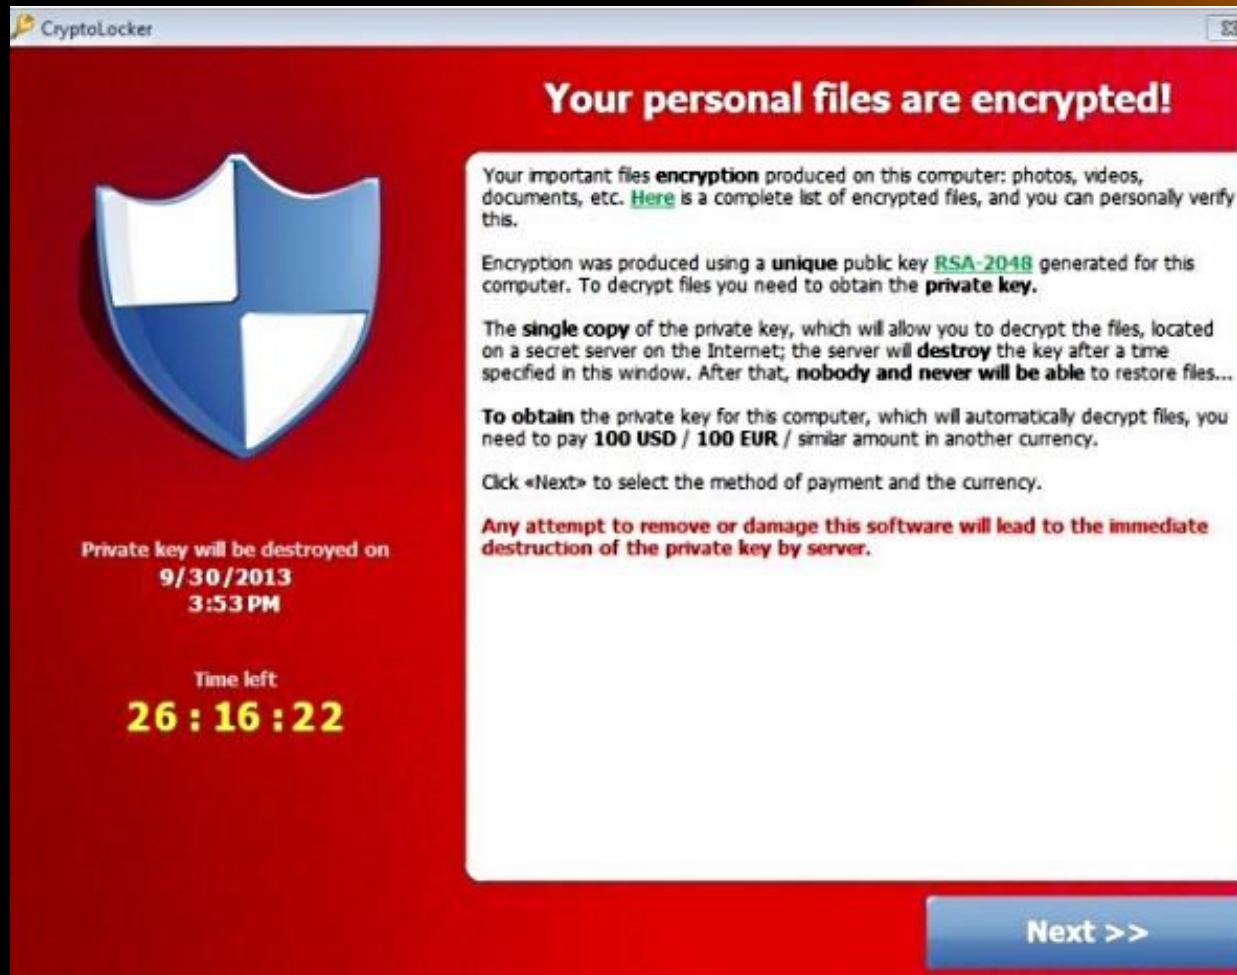 CryptoLocker
Your personal files are encrypted!
Your important files encryption produced on this computer: photos, videos,
documents, etc. Here is a complete list of encrypted files, and you can personally verify
this.
Encryption was produced using a unique public key RSA-2048 generated for this
computer. To decrypt files you need to obtain the private key.
The single copy of the private key, which will allow you to decrypt the files, located
on a secret server on the Internet; the server will destroy the key after a time
specified in this window. After that, nobody and never will be able to restore files...
To obtain the private key for this computer, which will automatically decrypt files, you
need to pay 100 USD / 100 EUR / similar amount in another currency.
Click «Next» to select the method of payment and the currency.
Any attempt to remove or damage this software will lead to the immediate
destruction of the private key by server.
Private key will be destroyed on
9/30/2013
3:53 PM
Time left
26 : 16 : 22
Next >>